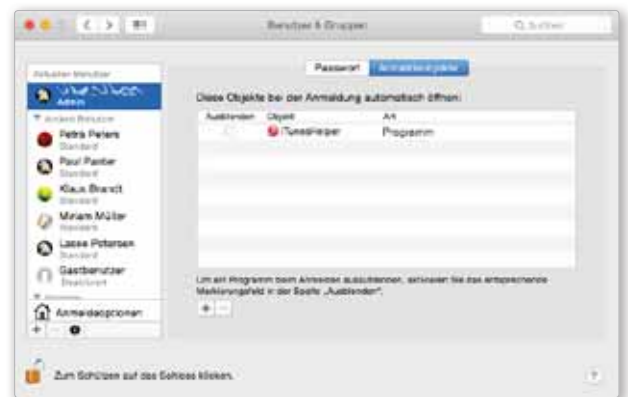 Benutzer & Gruppen
Suchen
Passwort Anmeldeobjekte
Aktueller Benutzer
Admin
Diese Objekte bei der Anmeldung automatisch öffnen:
Ausblenden Objekt Art
iTunesHelper Programm
Andere Benutzer
Petra Peters
Standard
Paul Panter
Standard
Klaus Brandt
Standard
Miriam Müller
Standard
Lasse Petersen
Standard
Gastbenutzer
Deaktiviert
Anmeldeoptionen
Um ein Programm beim Anmelden auszublenden, aktivieren Sie das entsprechende
Markierungsfeld in der Spalte „Ausblenden“.
Zum Schützen auf das Schloss klicken.